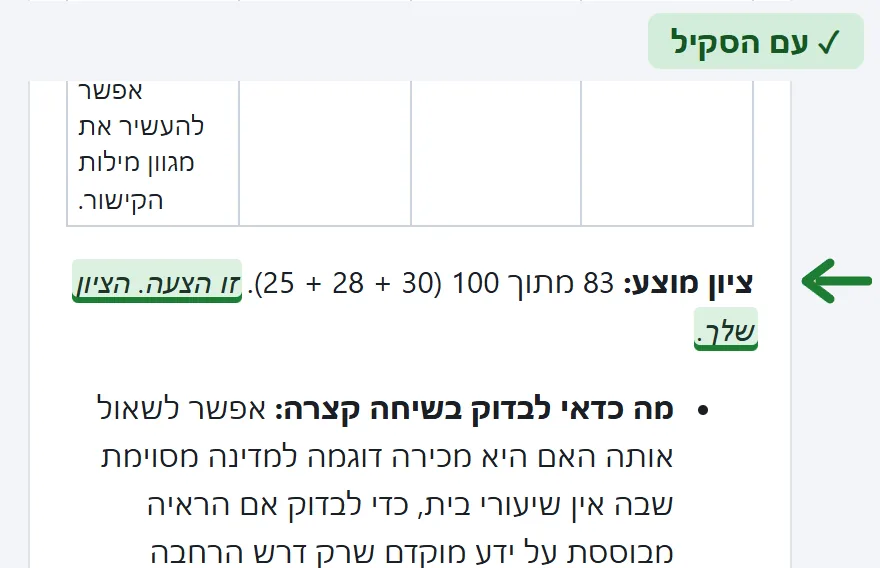 ✓ עם הסקיל
אפשר
להעשיר את
מגוון מילות
הקישור.
ציון מוצע: 83 מתוך 100 (30 + 28 + 25). זו הצעה. הציון
שלך.
• מה כדאי לבדוק בשיחה קצרה: אפשר לשאול
אותה האם היא מכירה דוגמה למדינה מסוימת
שבה אין שיעורי בית, כדי לבדוק אם הראיה
מבוססת על ידע מוקדם שרק דרש הרחבה